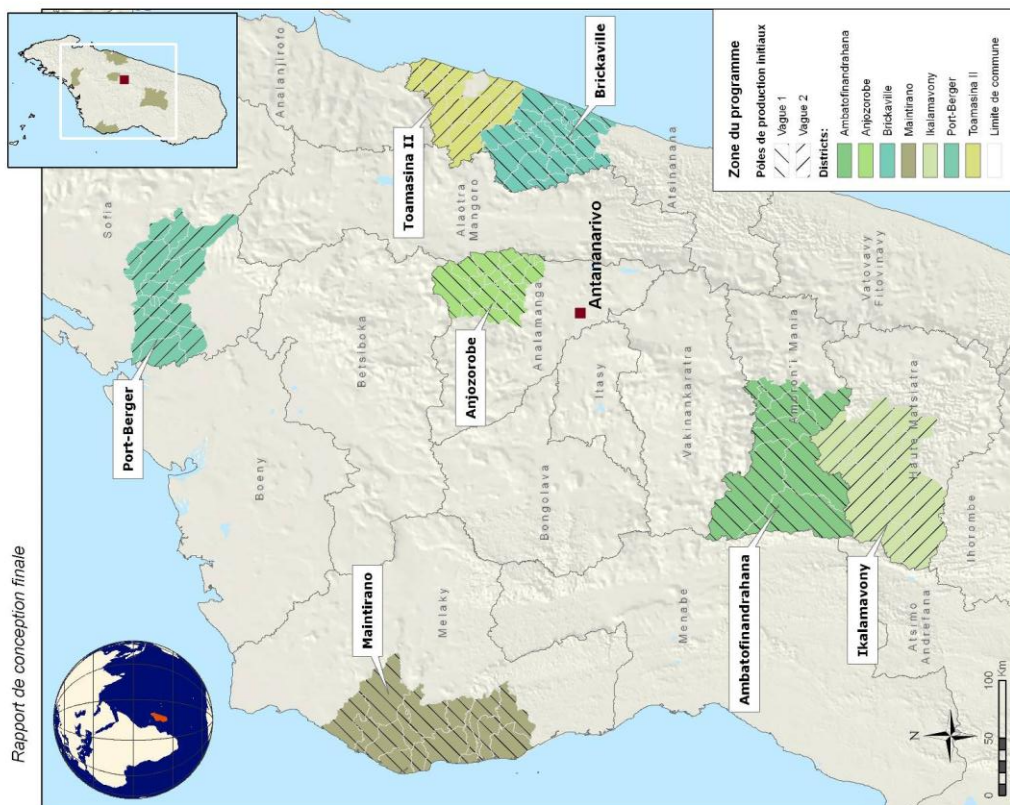 Rapport de conception finale
Zone du programme
Pôles de production initiaux
Vague 1
Vague 2
Districts:
Ambatofinandrahana
Anjozorobe
Brickaville
Maintirano
Ikalamavony
Port-Berger
Toamasina II
Limite de commune
Port-Berger
Sofia
Analanjirofo
Toamasina II
Brickaville
Alaotra
Mangoro
Atsinanana
Boeny
Betsiboka
Anjozorobe
Analamanga
Antananarivo
Maintirano
Melaky
Bongolava
Itasy
Vakinankaratra
Menabe
Amoron'i Mania
Ambatofinandrahana
Ikalamavony
Haute Matsiatra
Vatovavy
Fitovinavy
Atsimo
Andrefana
Ihorombe
N
0 50 100
Km